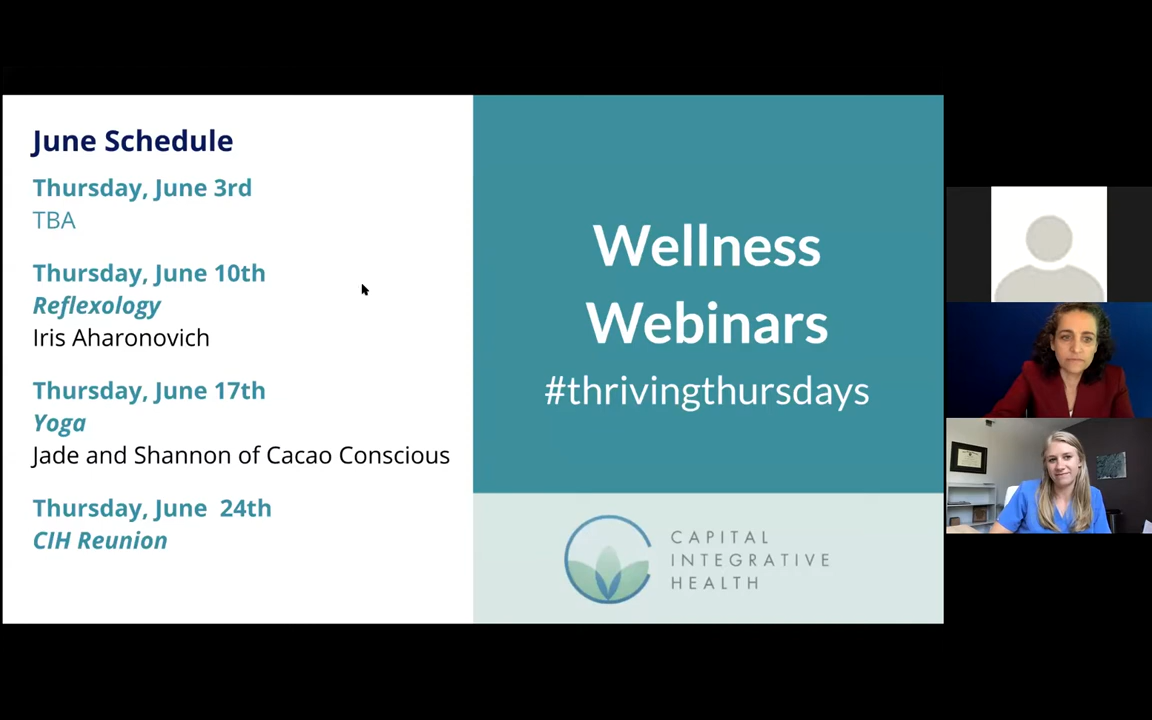 June Schedule
Thursday, June 3rd
TBA
Thursday, June 10th
Reflexology
Iris Aharonovich
Thursday, June 17th
Yoga
Jade and Shannon of Cacao Conscious
Thursday, June 24th
CIH Reunion
Wellness
Webinars
#thrivingthursdays
CAPITAL
INTEGRATIVE
HEALTH